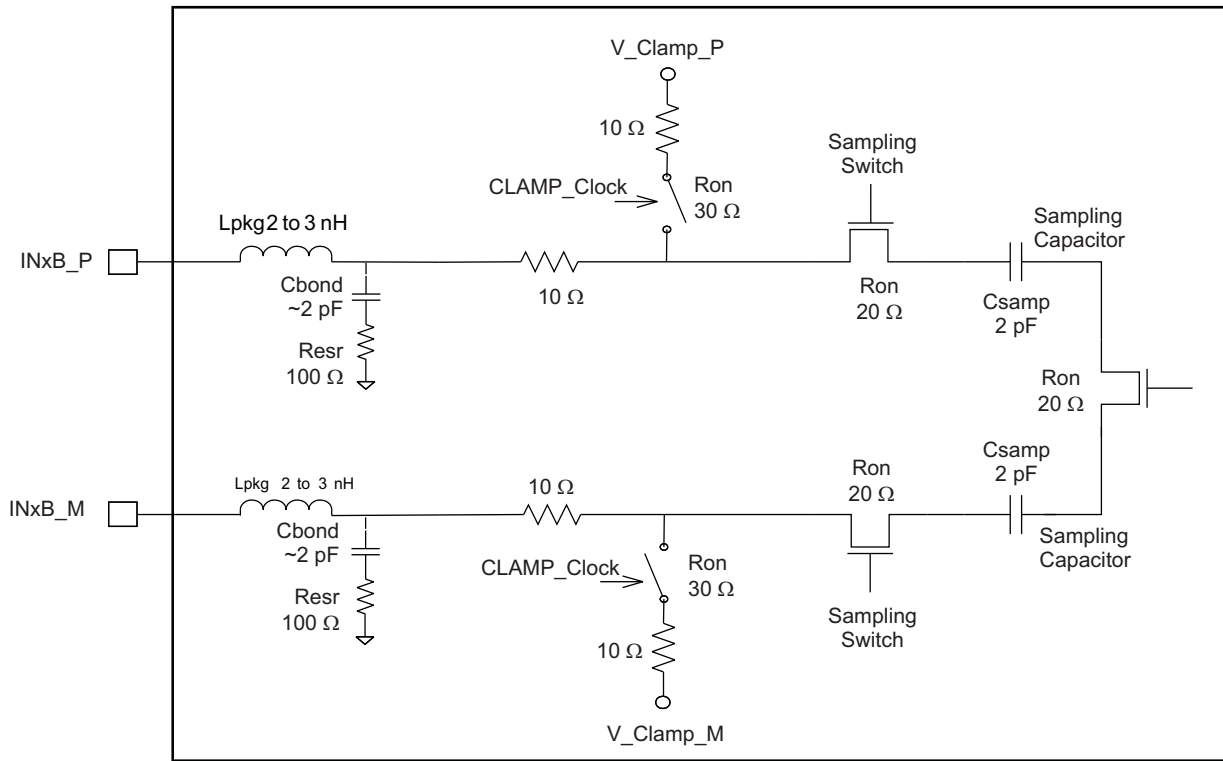 V_Clamp_P
10 Ω
Sampling
Switch
CLAMP_Clock
Ron
30 Ω
Sampling
Capacitor
Lpkg 2 to 3 nH
INxB_P
Cbond
~2 pF
10 Ω
Ron
20 Ω
Csamp
2 pF
Resr
100 Ω
Ron
20 Ω
Csamp
2 pF
Lpkg 2 to 3 nH
10 Ω
Ron
20 Ω
INxB_M
Cbond
~2 pF
Sampling
Capacitor
CLAMP_Clock
Ron
30 Ω
Resr
100 Ω
Sampling
Switch
10 Ω
V_Clamp_M